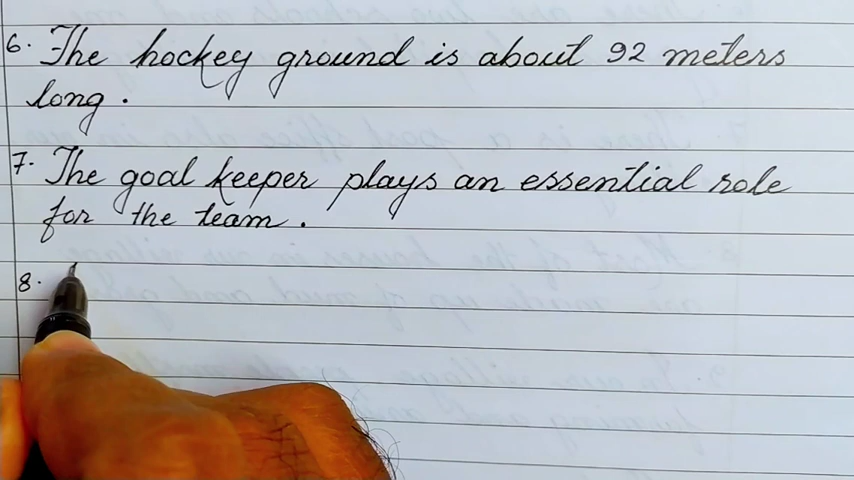 6. The hockey ground is about 92 meters
long.
7. The goal keeper plays an essential role
for the team.
8.